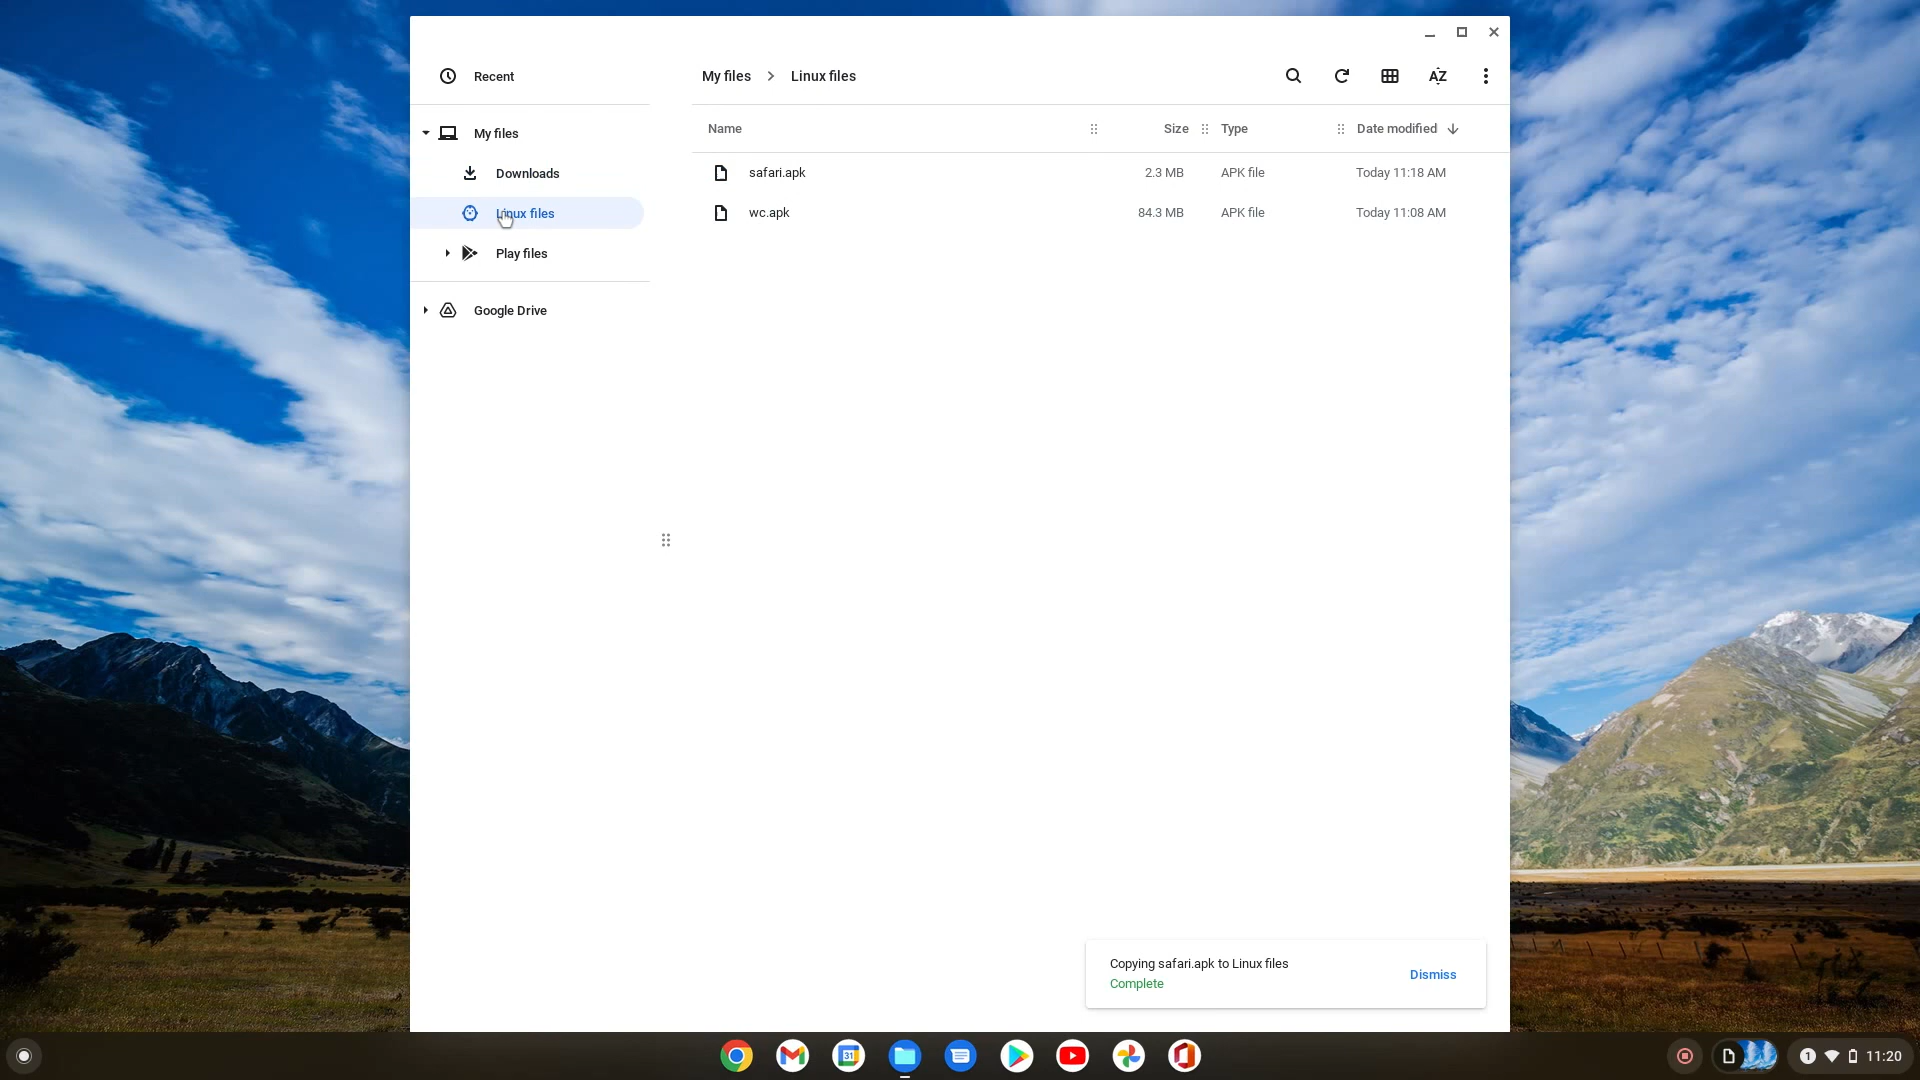 Recent
My files
Downloads
Linux files
Play files
Google Drive
My files Linux files
AZ
Name Size Type Date modified
safari.apk 2.3 MB APK file Today 11:18 AM
wc.apk 84.3 MB APK file Today 11:08 AM
Copying safari.apk to Linux files
Complete
Dismiss
31
1 11:20